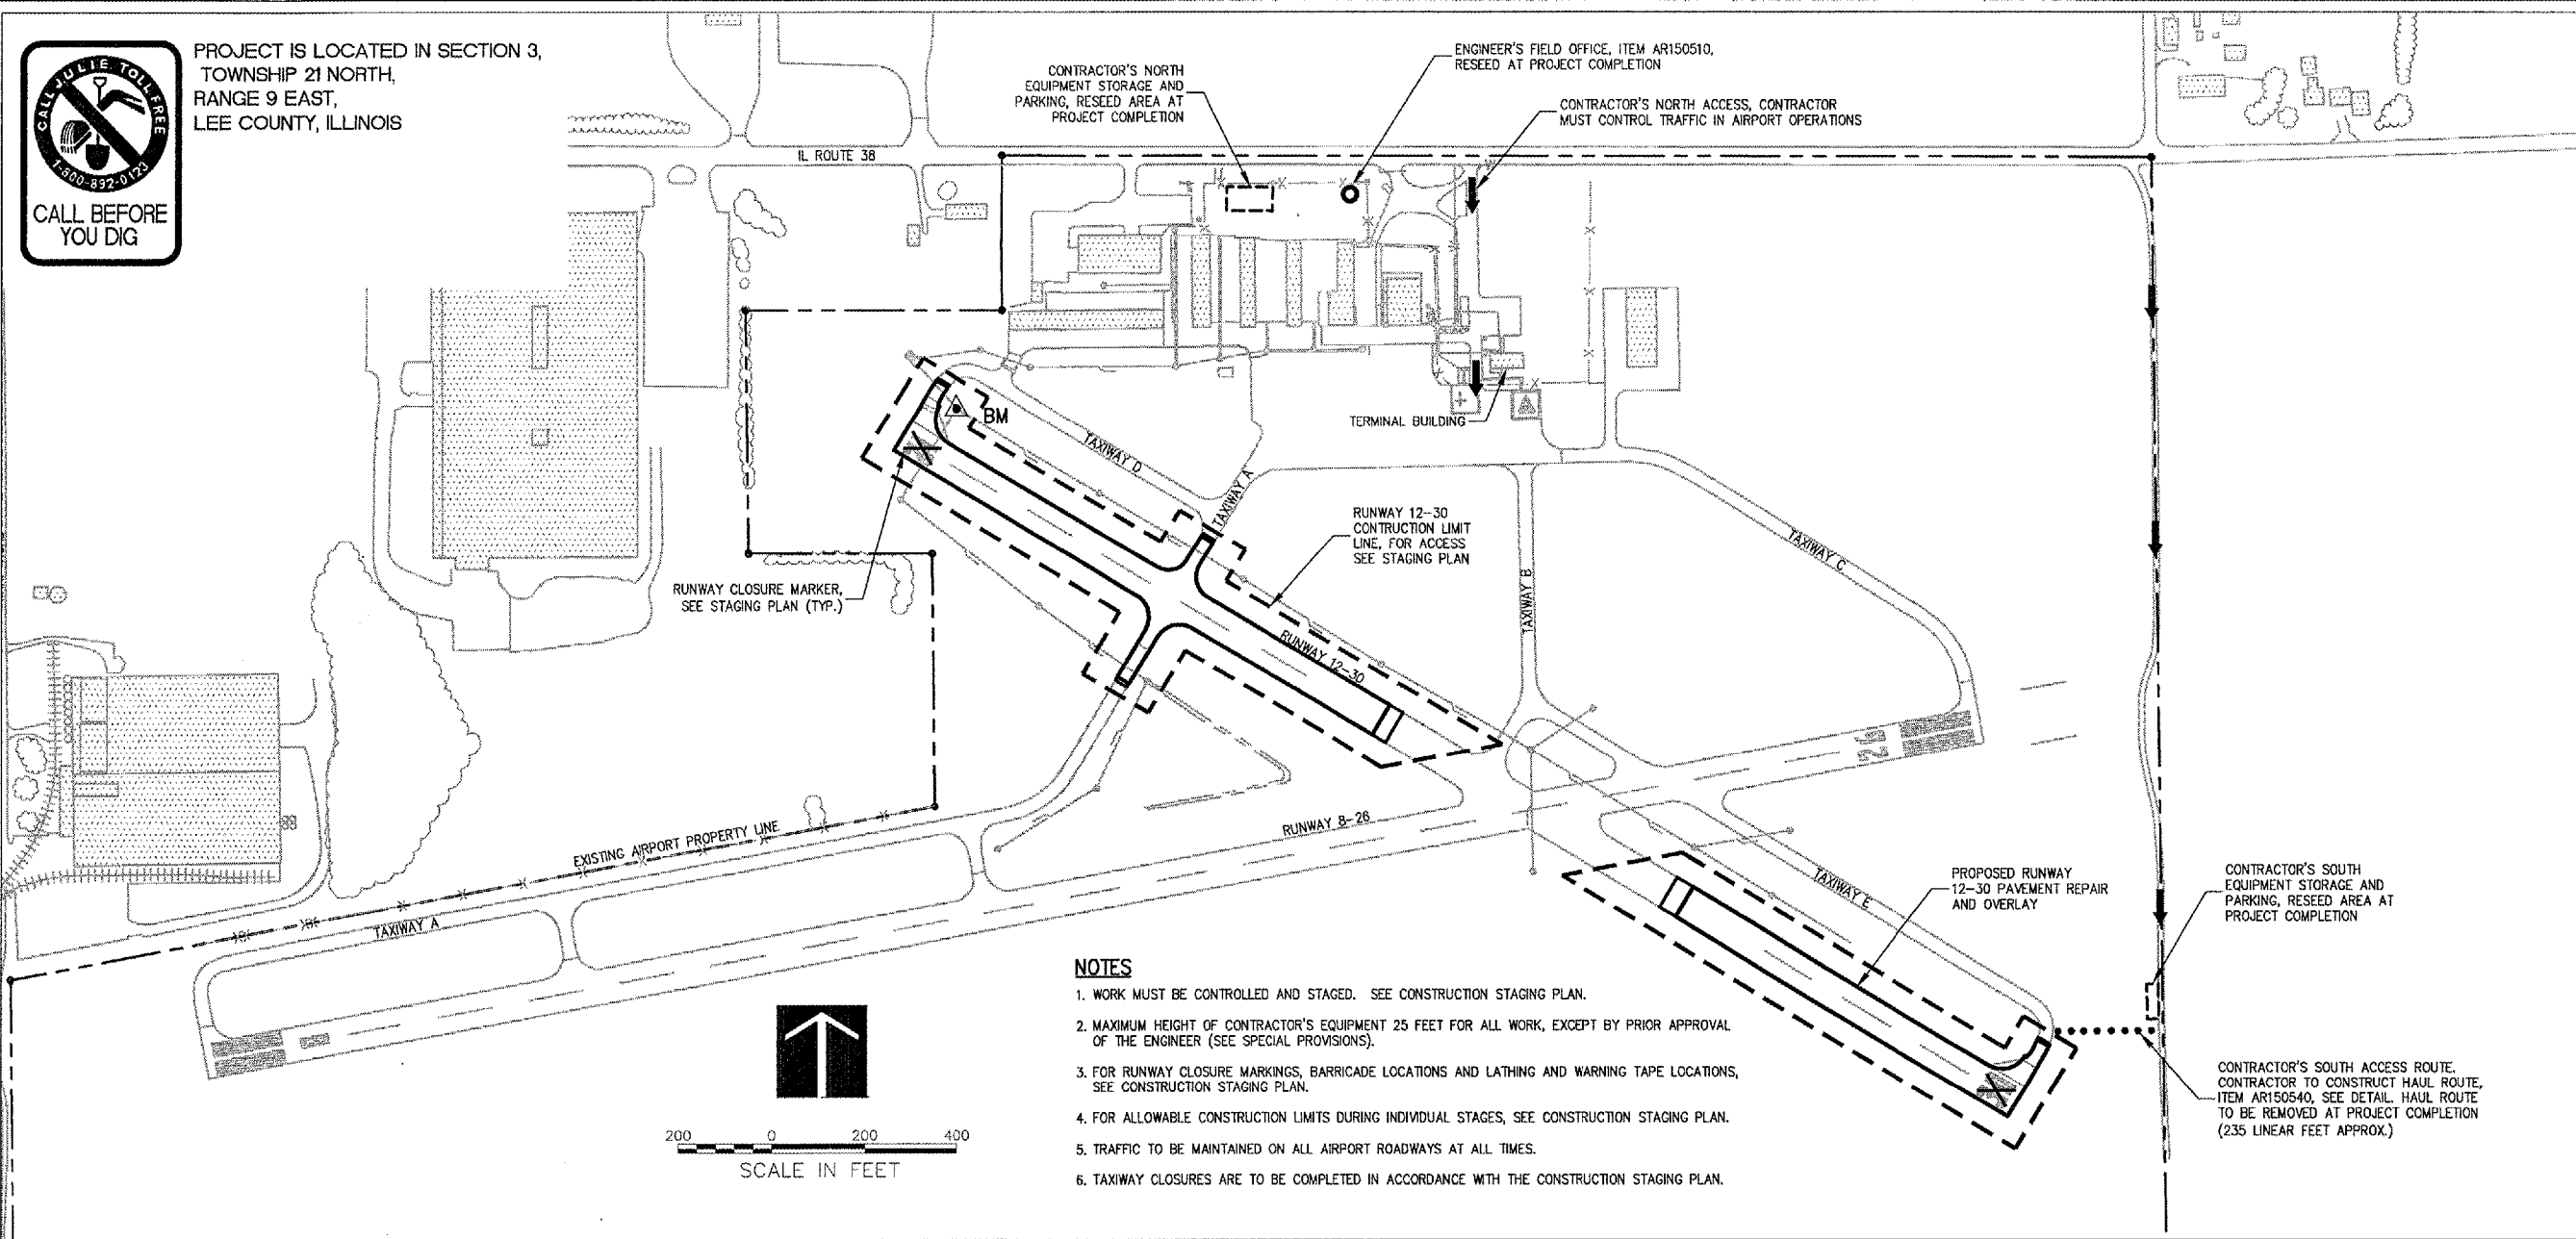 CALL J.U.L.I.E. TOLL FREE
1-800-892-0123
CALL BEFORE
YOU DIG
PROJECT IS LOCATED IN SECTION 3,
TOWNSHIP 21 NORTH,
RANGE 9 EAST,
LEE COUNTY, ILLINOIS
CONTRACTOR'S NORTH
EQUIPMENT STORAGE AND
PARKING, RESEED AREA AT
PROJECT COMPLETION
ENGINEER'S FIELD OFFICE, ITEM AR150510,
RESEED AT PROJECT COMPLETION
CONTRACTOR'S NORTH ACCESS, CONTRACTOR
MUST CONTROL TRAFFIC IN AIRPORT OPERATIONS
IL ROUTE 38
BM
TERMINAL BUILDING
TAXIWAY D
TAXIWAY A
RUNWAY 12-30
CONTRUCTION LIMIT
LINE, FOR ACCESS
SEE STAGING PLAN
TAXIWAY C
TAXIWAY B
RUNWAY CLOSURE MARKER,
SEE STAGING PLAN (TYP.)
RUNWAY 12-30
26
RUNWAY 8-26
EXISTING AIRPORT PROPERTY LINE
TAXIWAY A
TAXIWAY E
PROPOSED RUNWAY
12-30 PAVEMENT REPAIR
AND OVERLAY
CONTRACTOR'S SOUTH
EQUIPMENT STORAGE AND
PARKING, RESEED AREA AT
PROJECT COMPLETION
CONTRACTOR'S SOUTH ACCESS ROUTE.
CONTRACTOR TO CONSTRUCT HAUL ROUTE,
ITEM AR150540, SEE DETAIL. HAUL ROUTE
TO BE REMOVED AT PROJECT COMPLETION
(235 LINEAR FEET APPROX.)
NOTES
1. WORK MUST BE CONTROLLED AND STAGED. SEE CONSTRUCTION STAGING PLAN.
2. MAXIMUM HEIGHT OF CONTRACTOR'S EQUIPMENT 25 FEET FOR ALL WORK, EXCEPT BY PRIOR APPROVAL
OF THE ENGINEER (SEE SPECIAL PROVISIONS).
3. FOR RUNWAY CLOSURE MARKINGS, BARRICADE LOCATIONS AND LATHING AND WARNING TAPE LOCATIONS,
SEE CONSTRUCTION STAGING PLAN.
4. FOR ALLOWABLE CONSTRUCTION LIMITS DURING INDIVIDUAL STAGES, SEE CONSTRUCTION STAGING PLAN.
5. TRAFFIC TO BE MAINTAINED ON ALL AIRPORT ROADWAYS AT ALL TIMES.
6. TAXIWAY CLOSURES ARE TO BE COMPLETED IN ACCORDANCE WITH THE CONSTRUCTION STAGING PLAN.
200 0 200 400
SCALE IN FEET